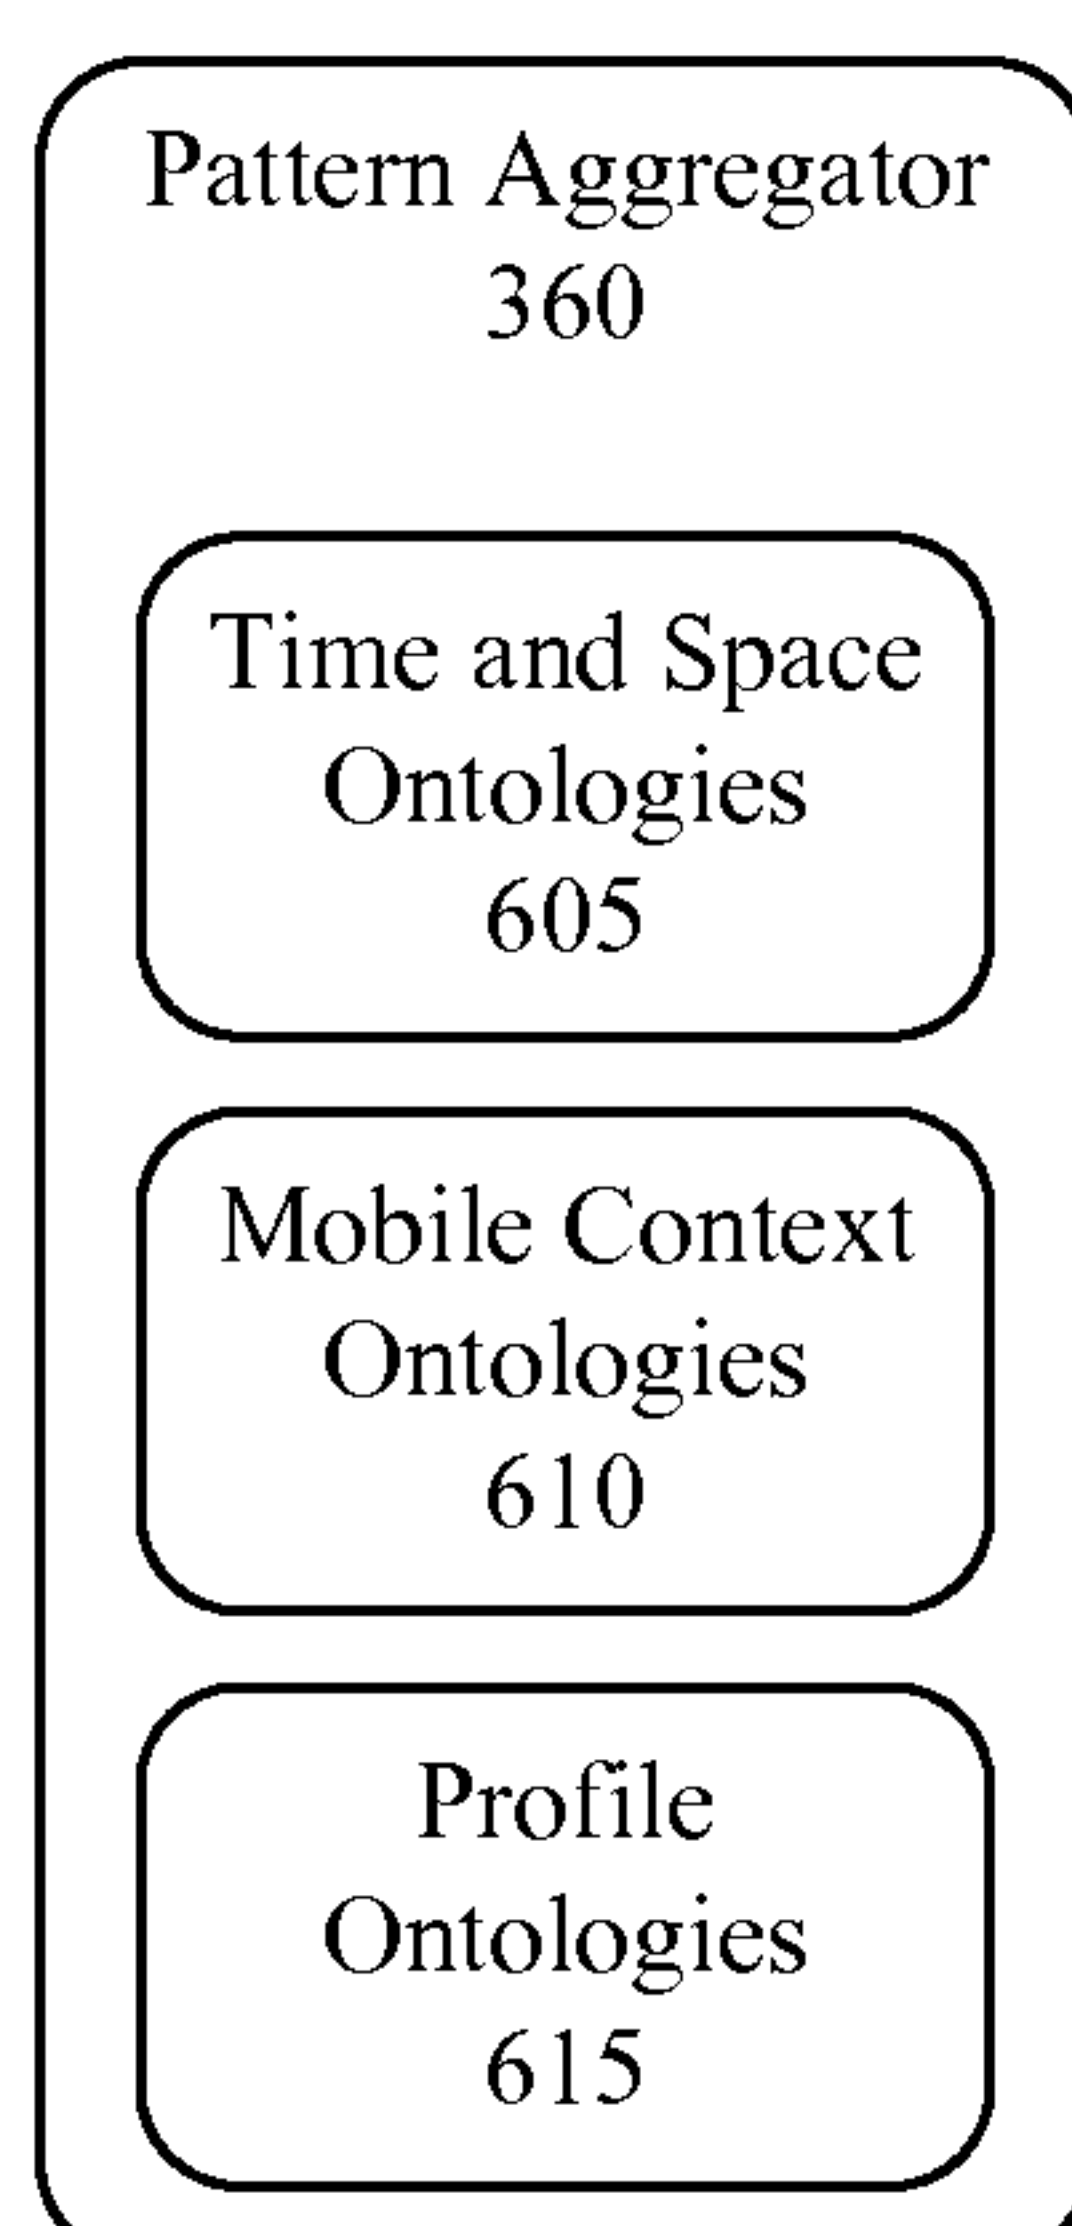 Pattern Aggregator
360
Time and Space
Ontologies
605
Mobile Context
Ontologies
610
Profile
Ontologies
615